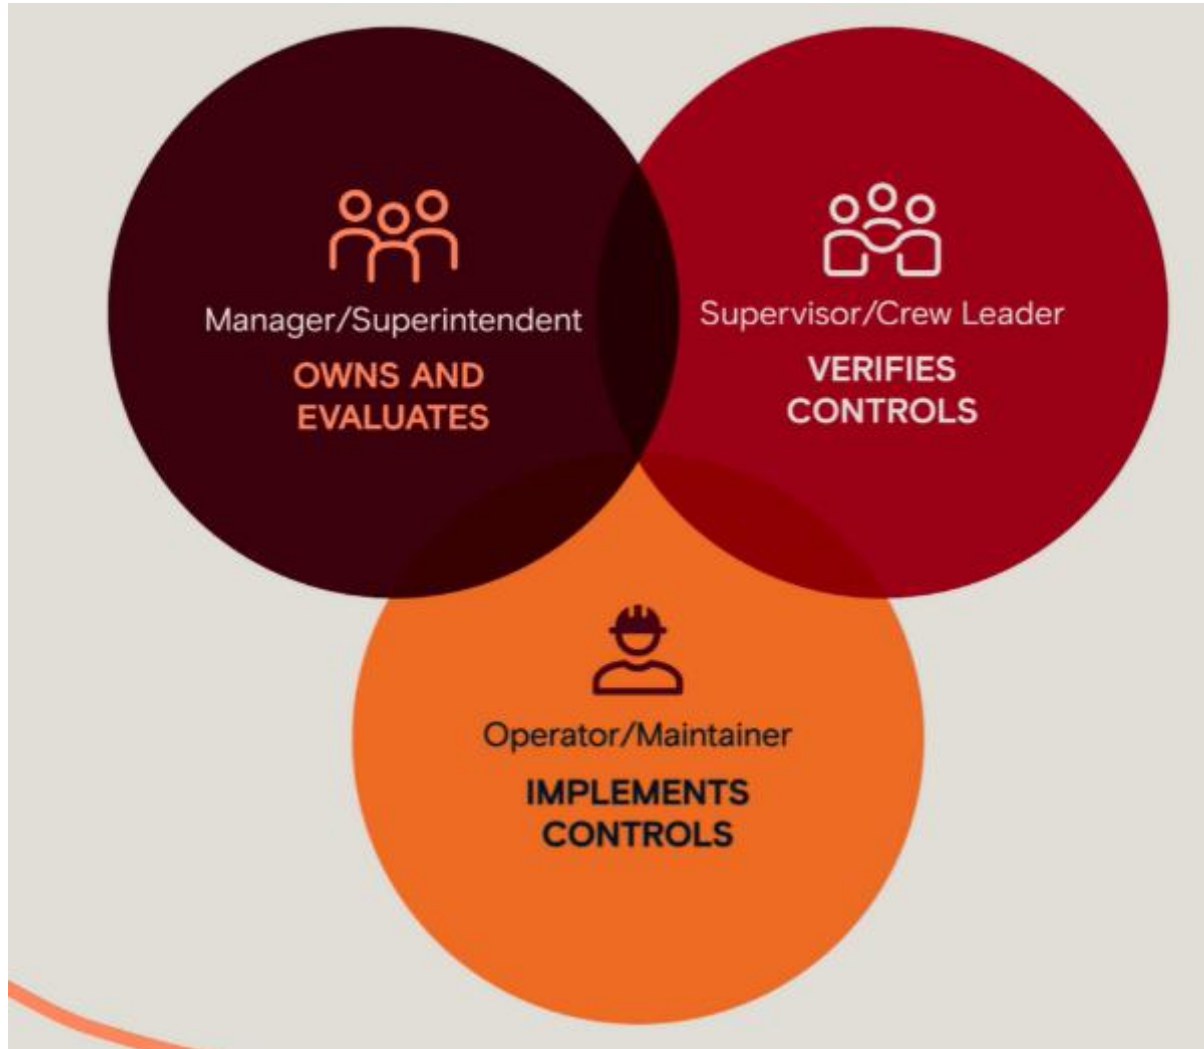 Manager/Superintendent
OWNS AND
EVALUATES
Supervisor/Crew Leader
VERIFIES
CONTROLS
Operator/Maintainer
IMPLEMENTS
CONTROLS